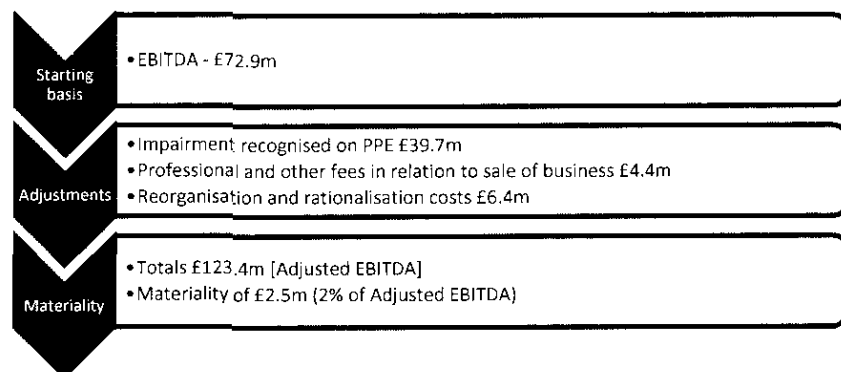 Starting
basis
•EBITDA - £72.9m
Adjustments
•Impairment recognised on PPE £39.7m
•Professional and other fees in relation to sale of business £4.4m
•Reorganisation and rationalisation costs £6.4m
Materiality
•Totals £123.4m [Adjusted EBITDA]
•Materiality of £2.5m (2% of Adjusted EBITDA)